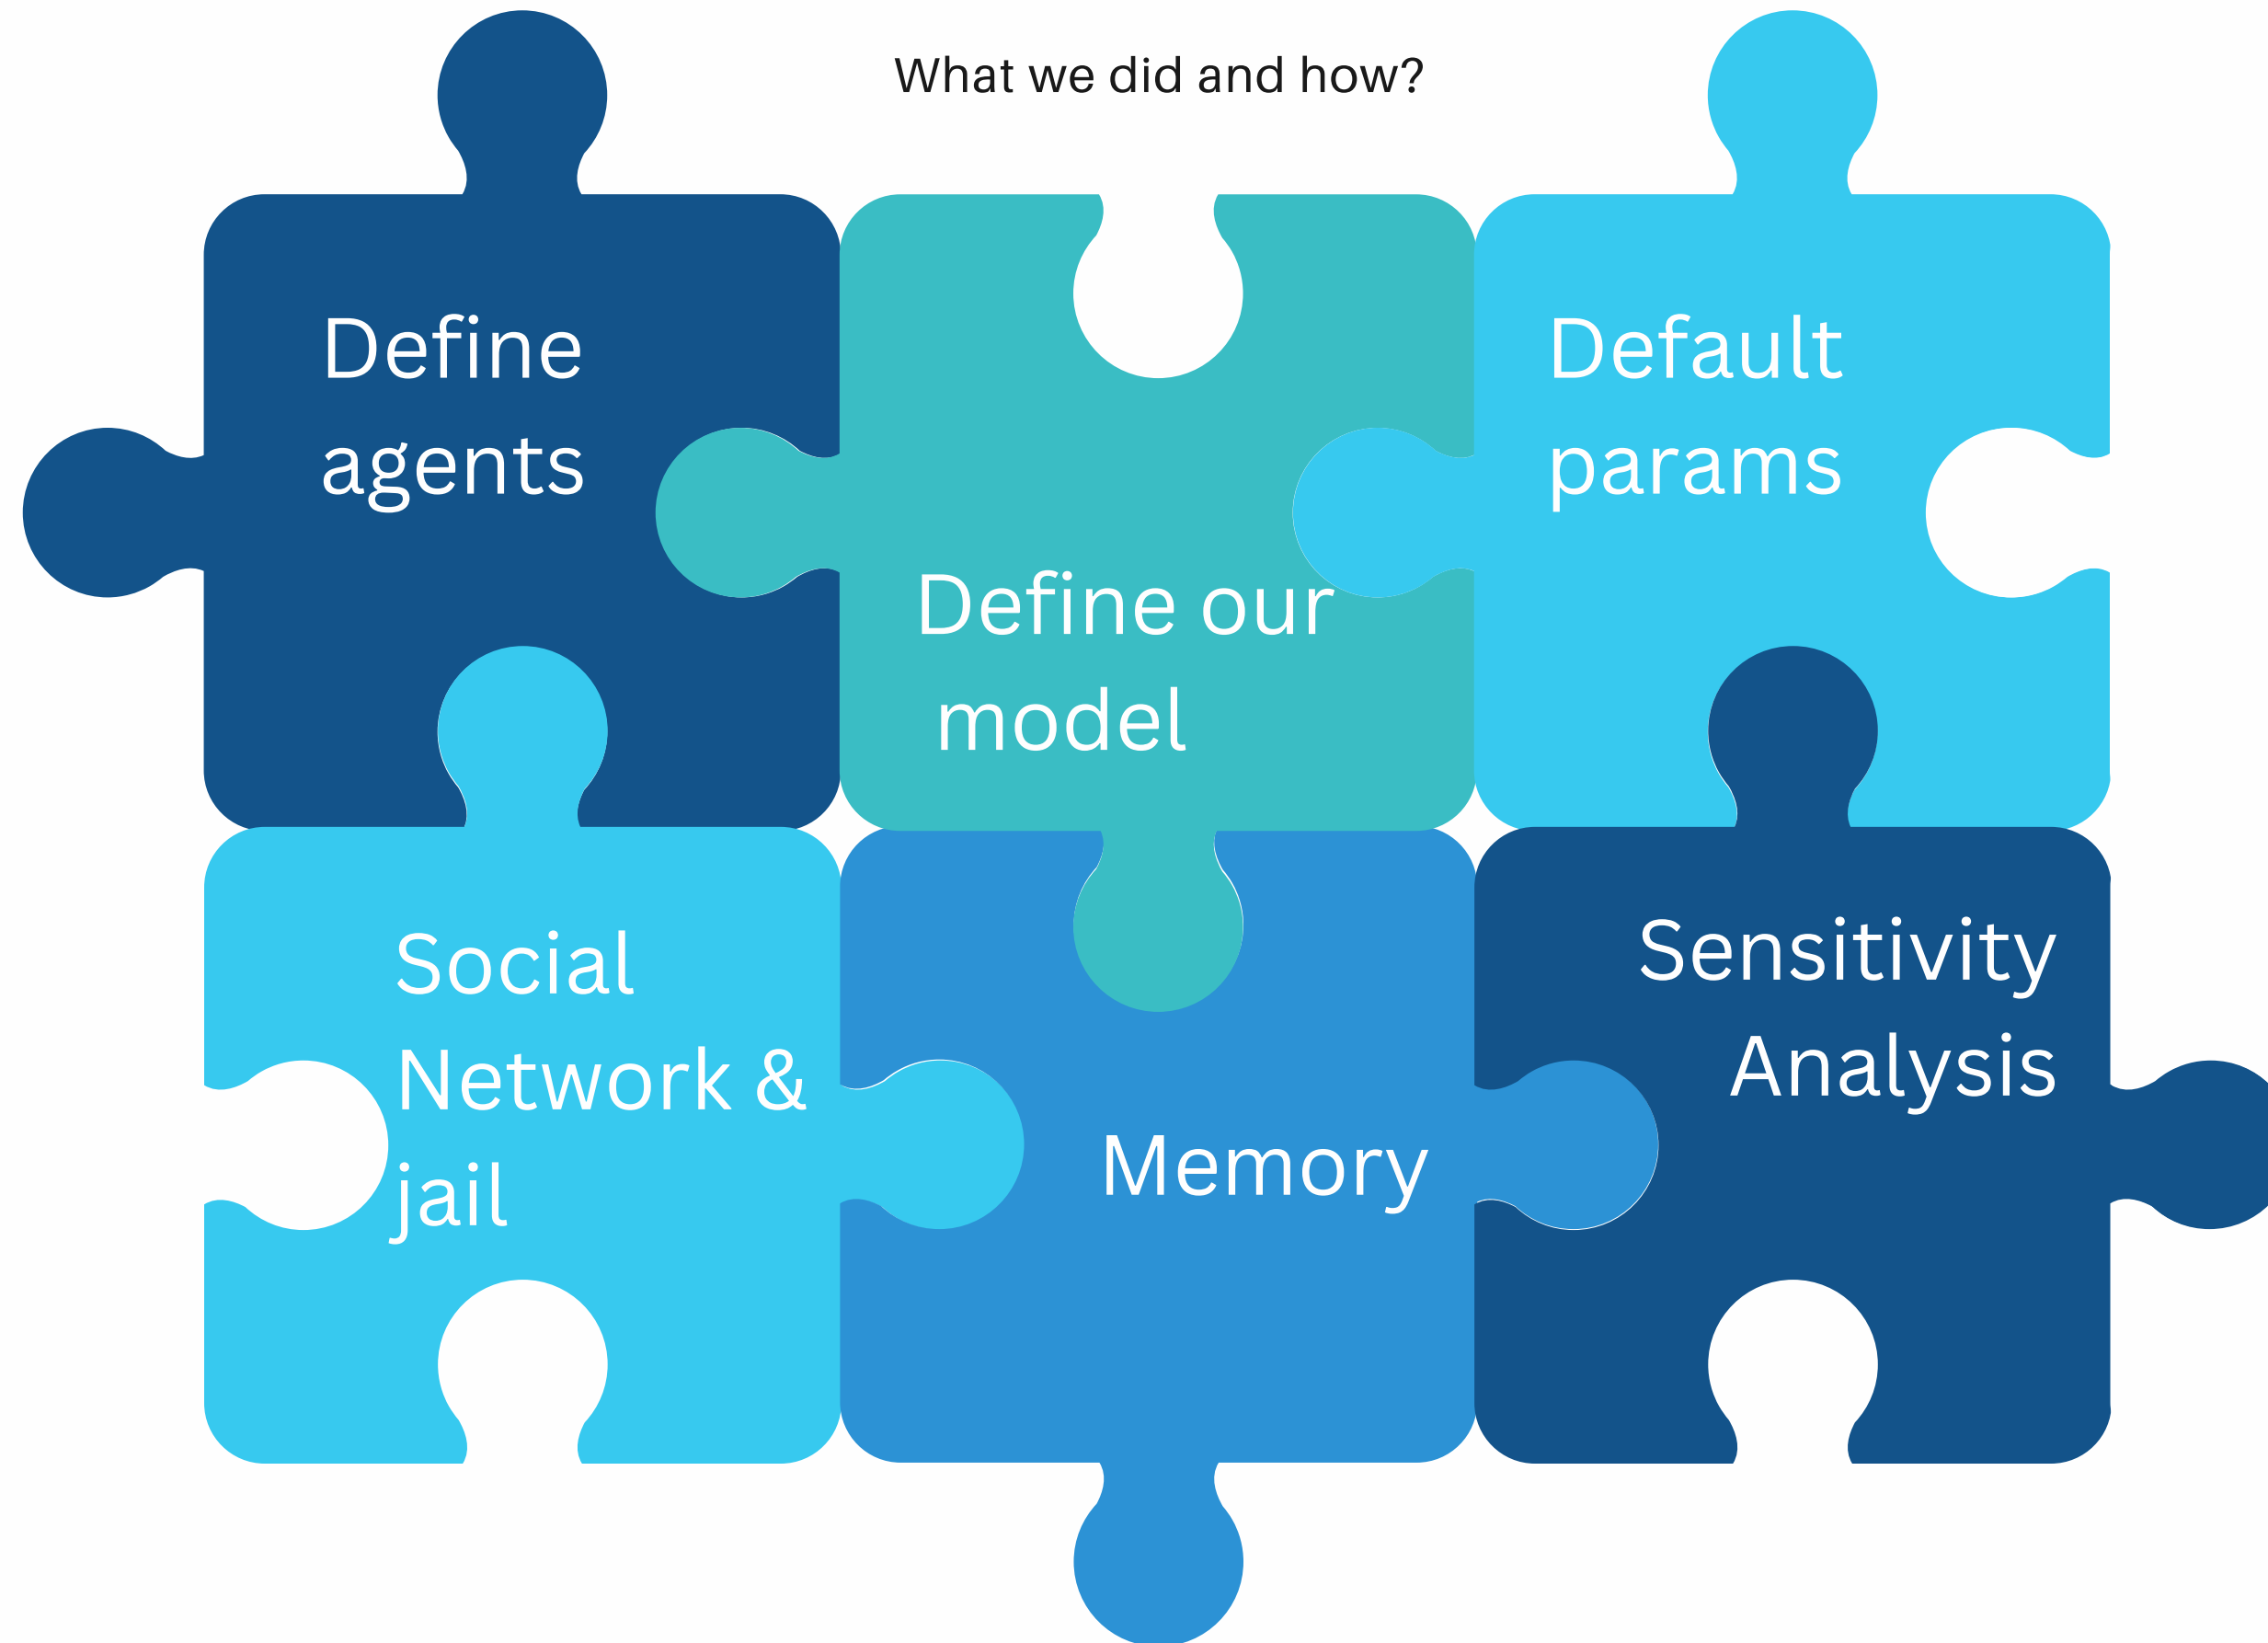 What we did and how?
Define
agents
Define our
model
Default
params
Social
Network &
jail
Memory
Sensitivity
Analysis